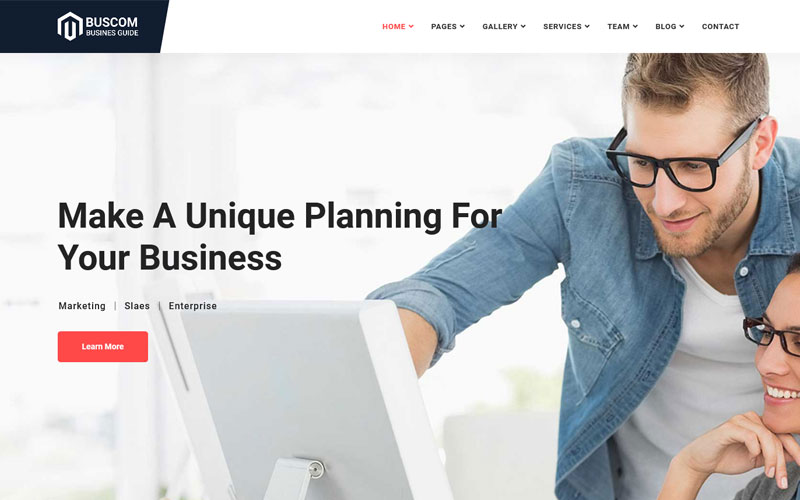 BUSCOM
BUSINES GUIDE
HOME PAGES GALLERY SERVICES TEAM BLOG CONTACT
Make A Unique Planning For
Your Business
Marketing | Slaes | Enterprise
Learn More